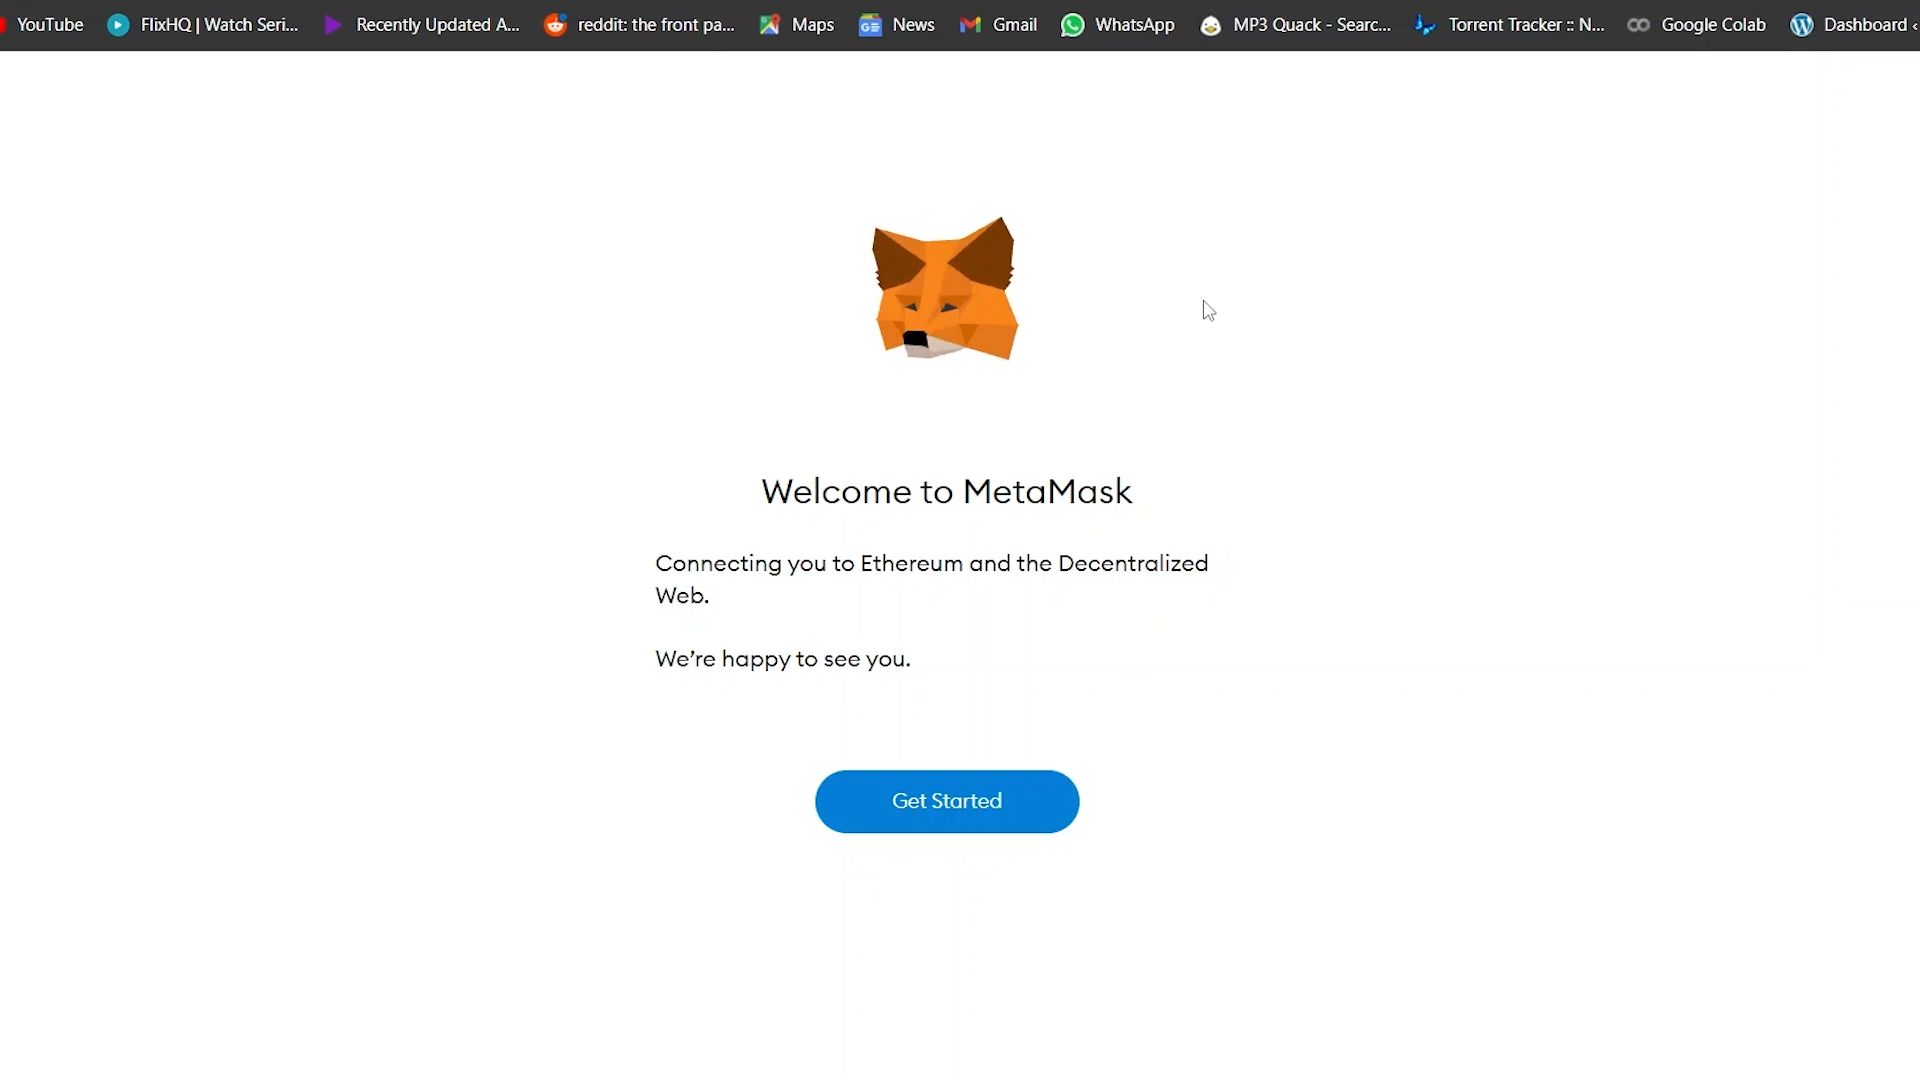 YouTube FlixHQ | Watch Seri... Recently Updated A... reddit: the front pa... Maps News Gmail WhatsApp MP3 Quack - Searc... Torrent Tracker :: N... Google Colab Dashboard ‹
Welcome to MetaMask
Connecting you to Ethereum and the Decentralized
Web.
We’re happy to see you.
Get Started